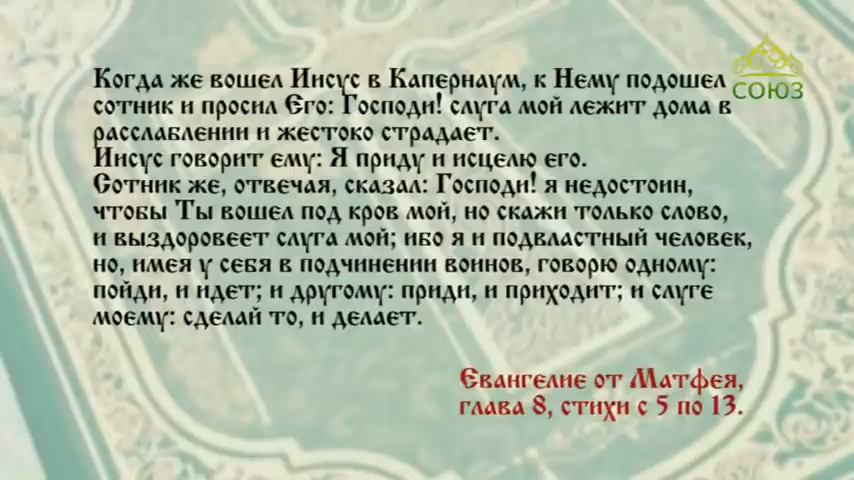 Когда же вошел Иисус в Капернаум, к Нему подошел
СОЮЗ
сотник и просил Его: Господи! слуга мой лежит дома в
расслаблении и жестоко страдает.
Иисус говорит ему: Я приду и исцелю его.
Сотник же, отвечая, сказал: Господи! я недостоин,
чтобы Ты вошел под кров мой, но скажи только слово,
и выздоровеет слуга мой; ибо я и подвластный человек,
но, имея у себя в подчинении воинов, говорю одному:
пойди, и идет; и другому: приди, и приходит; и слуге
моему: сделай то, и делает.
Евангелие от Матфея,
глава 8, стихи с 5 по 13.